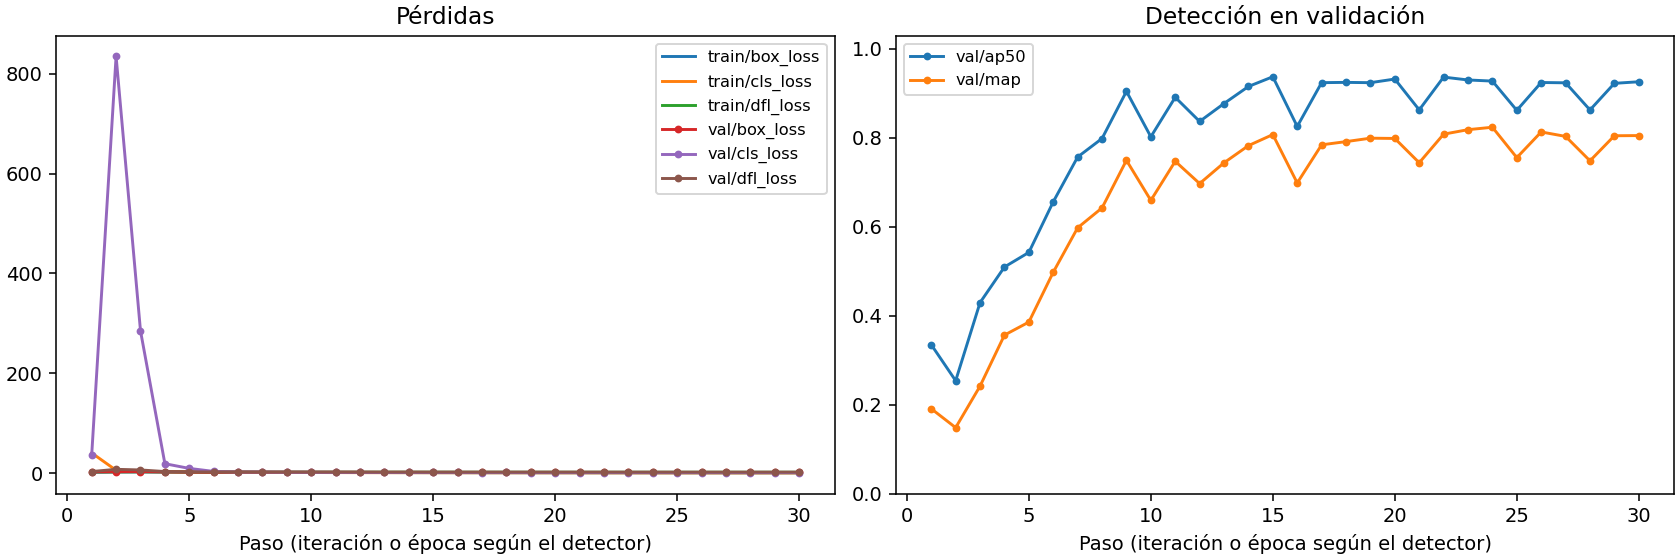 Pérdidas
800
600
400
200
0
0 5 10 15 20 25 30
train/box_loss
train/cls_loss
train/dfl_loss
val/box_loss
val/cls_loss
val/dfl_loss
Paso (iteración o época según el detector)
Detección en validación
1.0
0.8
0.6
0.4
0.2
0.0
0 5 10 15 20 25 30
val/ap50
val/map
Paso (iteración o época según el detector)